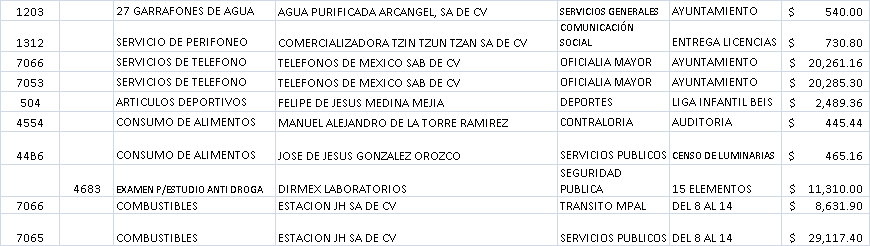 1203 27 GARRAFONES DE AGUA AGUA PURIFICADA ARCANGEL, SA DE CV SERVICIOS GENERALES AYUNTAMIENTO $ 540.00
1312 SERVICIO DE PERIFONEO COMERCIALIZADORA TZIN TZUN TZAN SA DE CV COMUNICACIÓN SOCIAL ENTREGA LICENCIAS $ 730.80
7066 SERVICIOS DE TELEFONO TELEFONOS DE MEXICO SAB DE CV OFICIALIA MAYOR AYUNTAMIENTO $ 20,261.16
7053 SERVICIOS DE TELEFONO TELEFONOS DE MEXICO SAB DE CV OFICIALIA MAYOR AYUNTAMIENTO $ 20,285.30
504 ARTICULOS DEPORTIVOS FELIPE DE JESUS MEDINA MEJIA DEPORTES LIGA INFANTIL BEIS $ 2,489.36
4554 CONSUMO DE ALIMENTOS MANUEL ALEJANDRO DE LA TORRE RAMIREZ CONTRALORIA AUDITORIA $ 445.44
44B6 CONSUMO DE ALIMENTOS JOSE DE JESUS GONZALEZ OROZCO SERVICIOS PUBLICOS CENSO DE LUMINARIAS $ 465.16
4683 EXAMEN P/ESTUDIO ANTI DROGA DIRMEX LABORATORIOS SEGURIDAD PUBLICA 15 ELEMENTOS $ 11,310.00
7066 COMBUSTIBLES ESTACION JH SA DE CV TRANSITO MPAL DEL 8 AL 14 $ 8,631.90
7065 COMBUSTIBLES ESTACION JH SA DE CV SERVICIOS PUBLICOS DEL 8 AL 14 $ 29,117.40